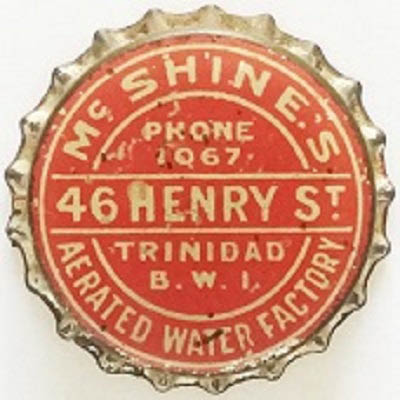 McSHINE'S
PHONE
1067
46 HENRY ST
TRINIDAD
B. W. I.
AERATED WATER FACTORY